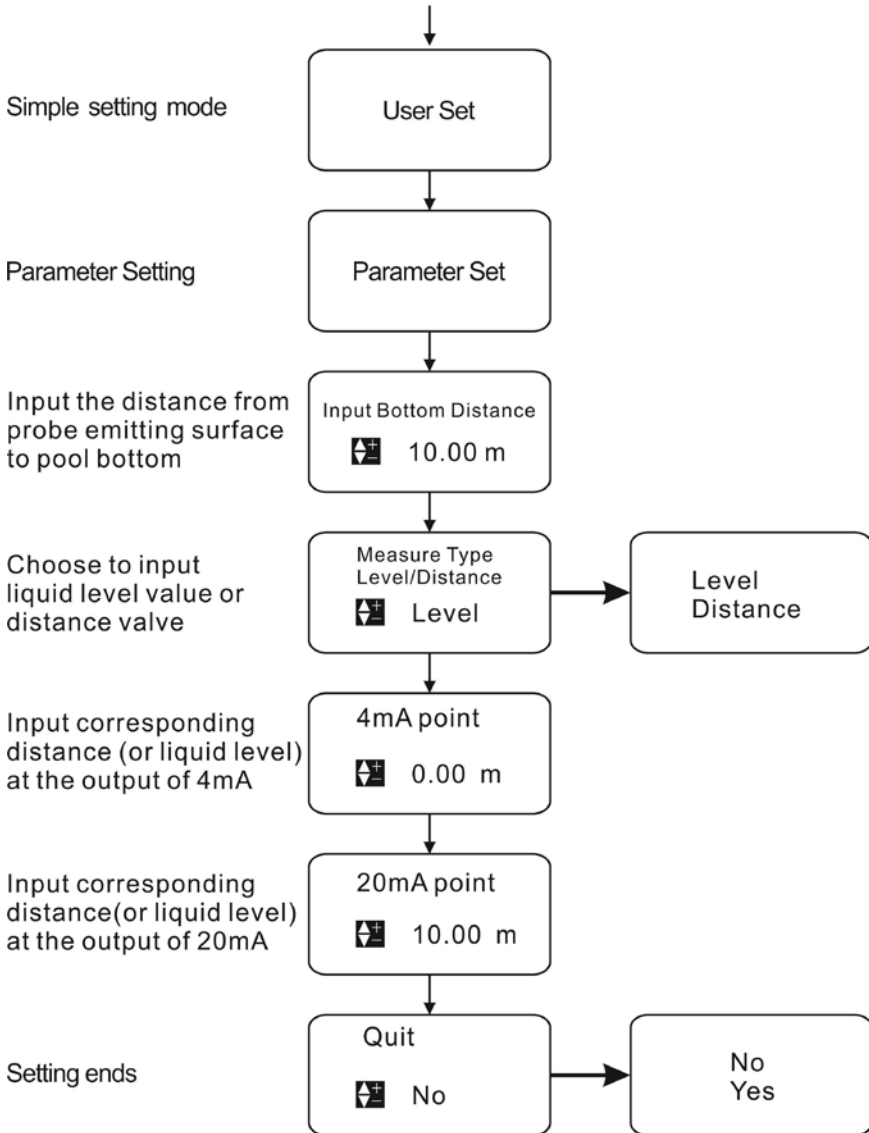 Simple setting mode
User Set
Parameter Setting
Parameter Set
Input the distance from
probe emitting surface
to pool bottom
Input Bottom Distance
10.00 m
Choose to input
liquid level value or
distance valve
Measure Type
Level/Distance
Level
Level
Distance
Input corresponding
distance (or liquid level)
at the output of 4mA
4mA point
0.00 m
Input corresponding
distance(or liquid level)
at the output of 20mA
20mA point
10.00 m
Setting ends
Quit
No
No
Yes